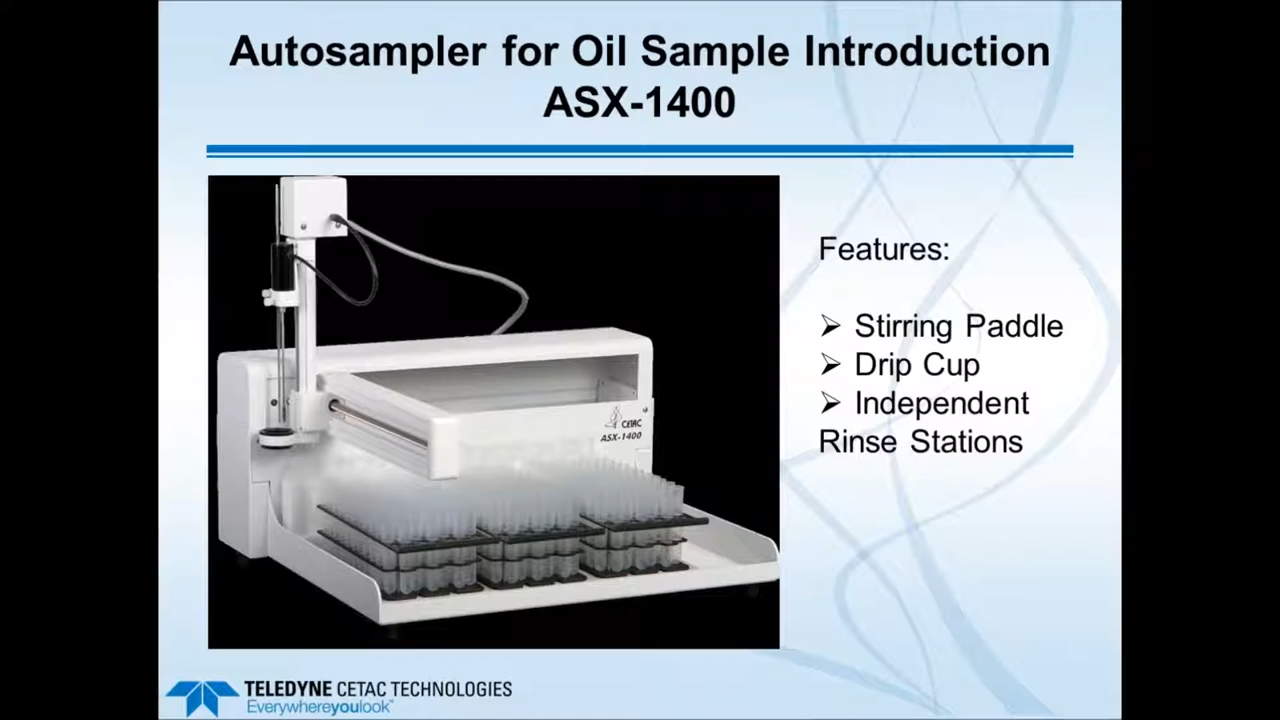 Autosampler for Oil Sample Introduction
ASX-1400
Features:
➢ Stirring Paddle
➢ Drip Cup
➢ Independent
Rinse Stations
CETAC
ASX-1400
TELEDYNE CETAC TECHNOLOGIES
Everywhereyoulook™